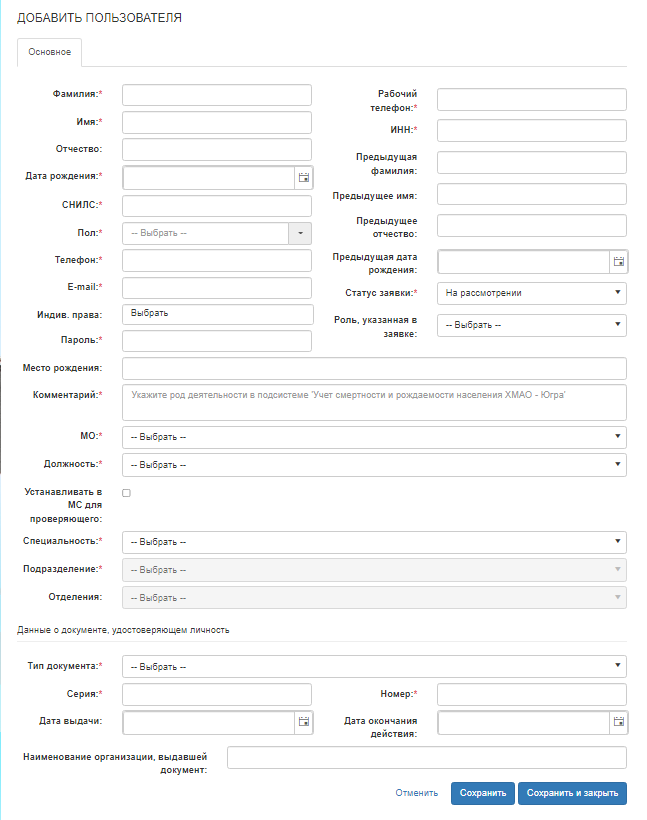 ДОБАВИТЬ ПОЛЬЗОВАТЕЛЯ
Основное
Фамилия:*
Рабочий
телефон:*
Имя:*
ИНН:*
Отчество:
Предыдущая
фамилия:
Дата рождения:*
Предыдущее имя:
СНИЛС:*
Предыдущее
отчество:
Пол:*
-- Выбрать --
Телефон:*
Предыдущая дата
рождения:
E-mail:*
Статус заявки:*
На рассмотрении
Индив. права:
Выбрать
Роль, указанная в
заявке:
-- Выбрать --
Пароль:*
Место рождения:
Комментарий:*
Укажите род деятельности в подсистеме 'Учет смертности и рождаемости населения ХМАО - Югра'
МО:*
-- Выбрать --
Должность:*
-- Выбрать --
Устанавливать в
МС для
проверяющего:
Специальность:*
-- Выбрать --
Подразделение:*
-- Выбрать --
Отделения:
-- Выбрать --
Данные о документе, удостоверяющем личность
Тип документа:*
-- Выбрать --
Серия:*
Номер:*
Дата выдачи:
Дата окончания
действия:
Наименование организации, выдавшей
документ:
Отменить
Сохранить
Сохранить и закрыть